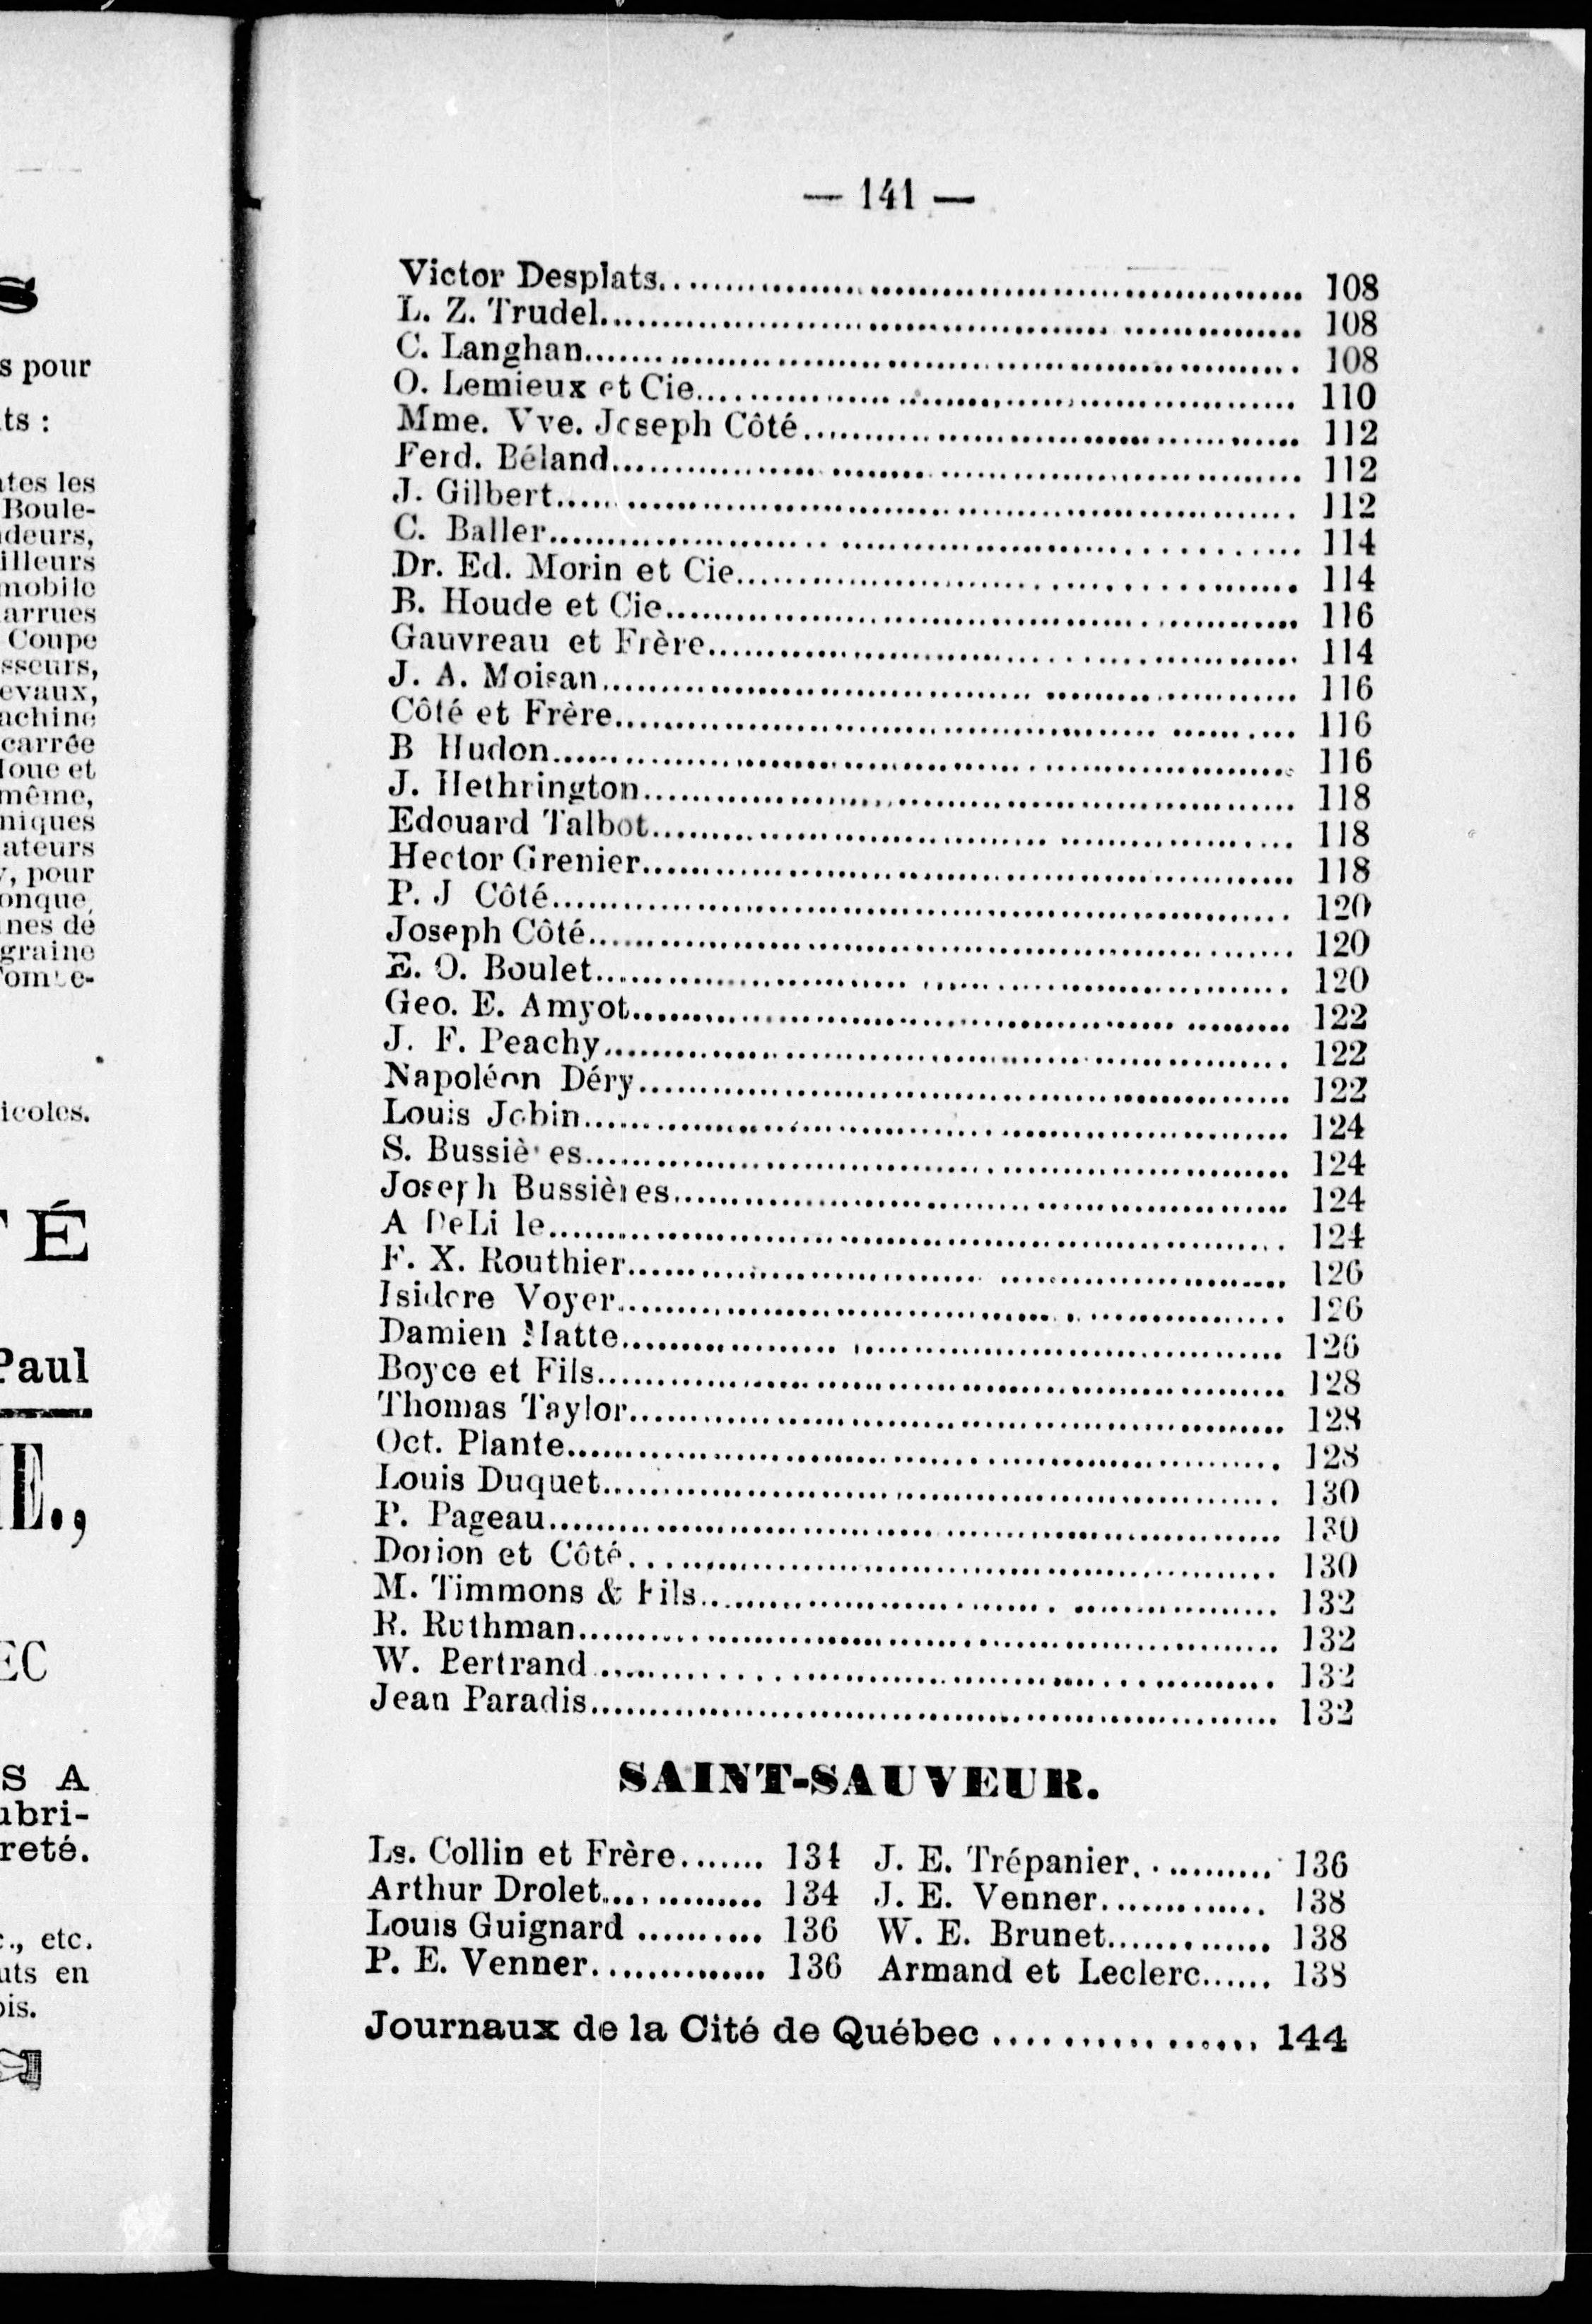 S
s pour
ts :
ates les
Boule-
deurs,
illeurs
mobile
arrues
Coupe
sseurs,
evaux,
achine
carrée
Houe et
même,
niques
ateurs
y, pour
onque,
ines de
graine
icoles.
TÉ
Paul
IE.,
EC
S A
ubri-
reté.
c., etc.
uts en
ois.
— 141 —
Victor Desplats........ 108
L. Z. Trudel........ 108
C. Langhan........ 108
O. Lemieux et Cie........ 110
Mme. Vve. Joseph Côté........ 112
Ferd. Béland........ 112
J. Gilbert........ 112
C. Baller........ 114
Dr. Ed. Morin et Cie........ 114
B. Houde et Cie........ 116
Gauvreau et Frère........ 114
J. A. Moisan........ 116
Côté et Frère........ 116
B Hudon........ 116
J. Hethrington........ 118
Edouard Talbot........ 118
Hector Grenier........ 118
P. J Côté........ 120
Joseph Côté........ 120
E. O. Boulet........ 120
Geo. E. Amyot........ 122
J. F. Peachy........ 122
Napoléon Déry........ 122
Louis Jobin........ 124
S. Bussières........ 124
Joseph Bussières........ 124
A DeLi le........ 124
F. X. Routhier........ 126
Isidore Voyer........ 126
Damien Matte........ 126
Boyce et Fils........ 128
Thomas Taylor........ 128
Oct. Plante........ 128
Louis Duquet........ 130
P. Pageau........ 130
Dorion et Côté........ 130
M. Timmons & Fils........ 132
R. Ruthman........ 132
W. Bertrand........ 132
Jean Paradis........ 132
SAINT-SAUVEUR.
Ls. Collin et Frère....... 134
Arthur Drolet............. 134
Louis Guignard .......... 136
P. E. Venner.............. 136
J. E. Trépanier........... 136
J. E. Venner............. 138
W. E. Brunet............. 138
Armand et Leclerc...... 138
Journaux de la Cité de Québec ............... 144